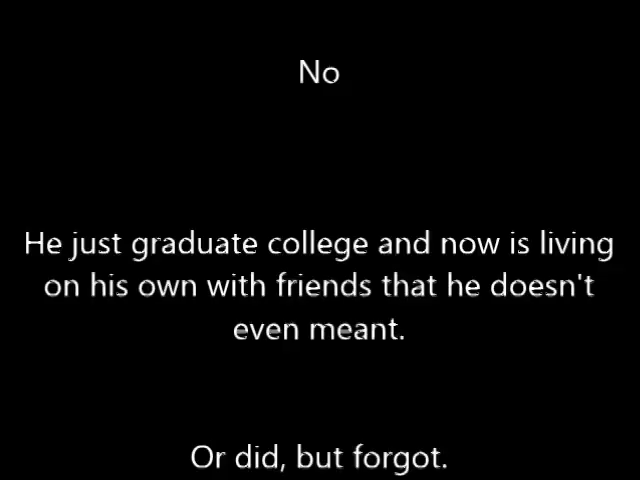 No
He just graduate college and now is living
on his own with friends that he doesn't
even meant.
Or did, but forgot.